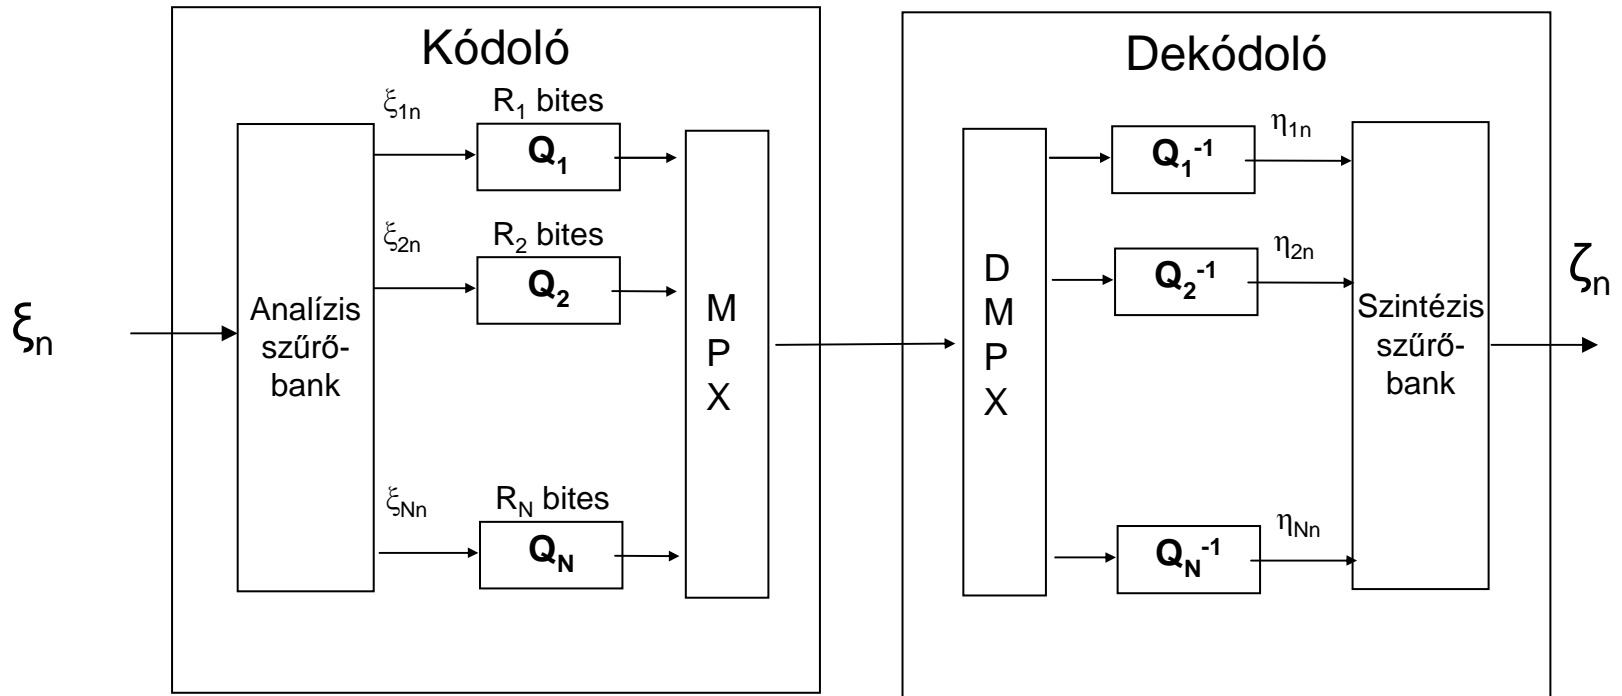 Kódoló
ξ1n
R1 bites
Q1
ξ2n
R2 bites
Q2
ξn
Analízis
szűrő-
bank
M
P
X
ξNn
RN bites
QN
Dekódoló
Q1-1
η1n
D
M
P
X
Q2-1
η2n
Szintézis
szűrő-
bank
ζn
QN-1
ηNn